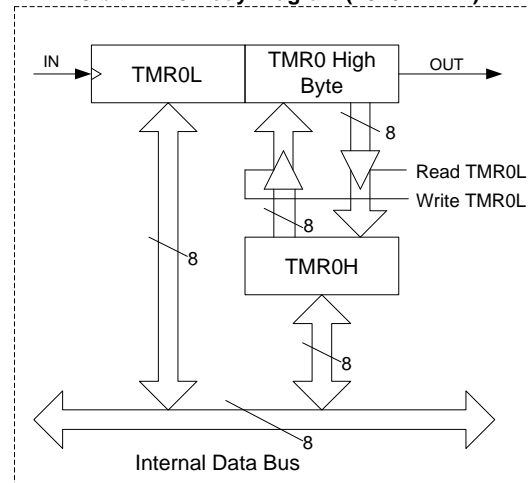 IN
TMR0L
TMR0 High
Byte
OUT
8
Read TMR0L
Write TMR0L
8
8
TMR0H
8
8
Internal Data Bus